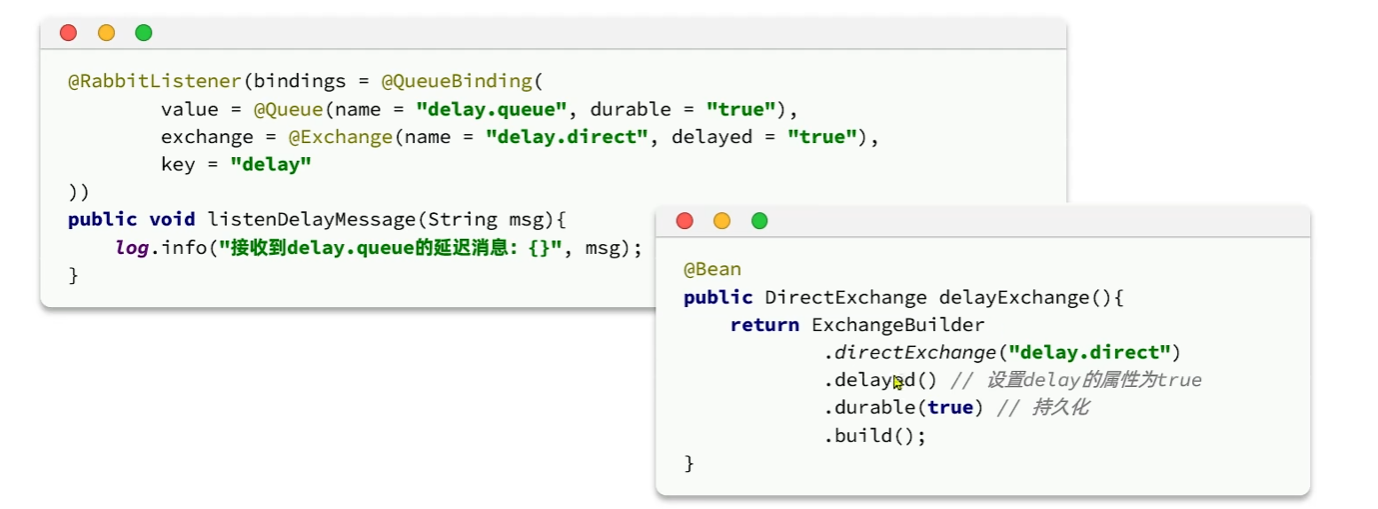 @RabbitListener(bindings = @QueueBinding(
        value = @Queue(name = "delay.queue", durable = "true"),
        exchange = @Exchange(name = "delay.direct", delayed = "true"),
        key = "delay"
))
public void listenDelayMessage(String msg){
    log.info("接收到delay.queue的延迟消息: {}", msg);
}
@Bean
public DirectExchange delayExchange(){
    return ExchangeBuilder
            .directExchange("delay.direct")
            .delayed() // 设置delay的属性为true
            .durable(true) // 持久化
            .build();
}